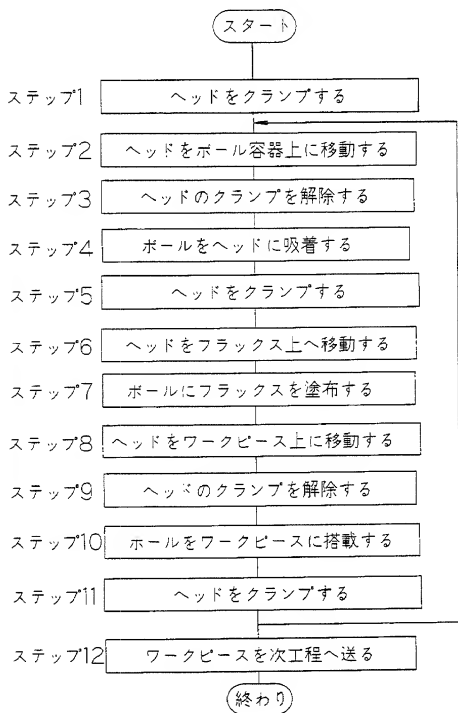 スタート
ステップ1 ヘッドをクランプする
ステップ2 ヘッドをボール容器上に移動する
ステップ3 ヘッドのクランプを解除する
ステップ4 ボールをヘッドに吸着する
ステップ5 ヘッドをクランプする
ステップ6 ヘッドをフラックス上へ移動する
ステップ7 ボールにフラックスを塗布する
ステップ8 ヘッドをワークピース上に移動する
ステップ9 ヘッドのクランプを解除する
ステップ10 ボールをワークピースに搭載する
ステップ11 ヘッドをクランプする
ステップ12 ワークピースを次工程へ送る
終わり